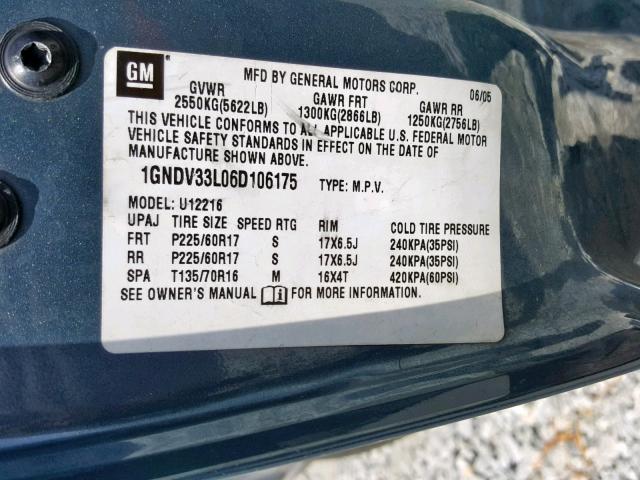 GM
MFD BY GENERAL MOTORS CORP. 06/05
GVWR GAWR FRT GAWR RR
2550KG(5622LB) 1300KG(2866LB) 1250KG(2756LB)
THIS VEHICLE CONFORMS TO ALL APPLICABLE U.S. FEDERAL MOTOR
VEHICLE SAFETY STANDARDS IN EFFECT ON THE DATE OF
MANUFACTURE SHOWN ABOVE.
1GNDV33L06D106175 TYPE: M.P.V.
MODEL: U12216
UPAJ TIRE SIZE SPEED RTG RIM COLD TIRE PRESSURE
FRT P225/60R17 S 17X6.5J 240KPA(35PSI)
RR P225/60R17 S 17X6.5J 240KPA(35PSI)
SPA T135/70R16 M 16X4T 420KPA(60PSI)
SEE OWNER'S MANUAL FOR MORE INFORMATION.